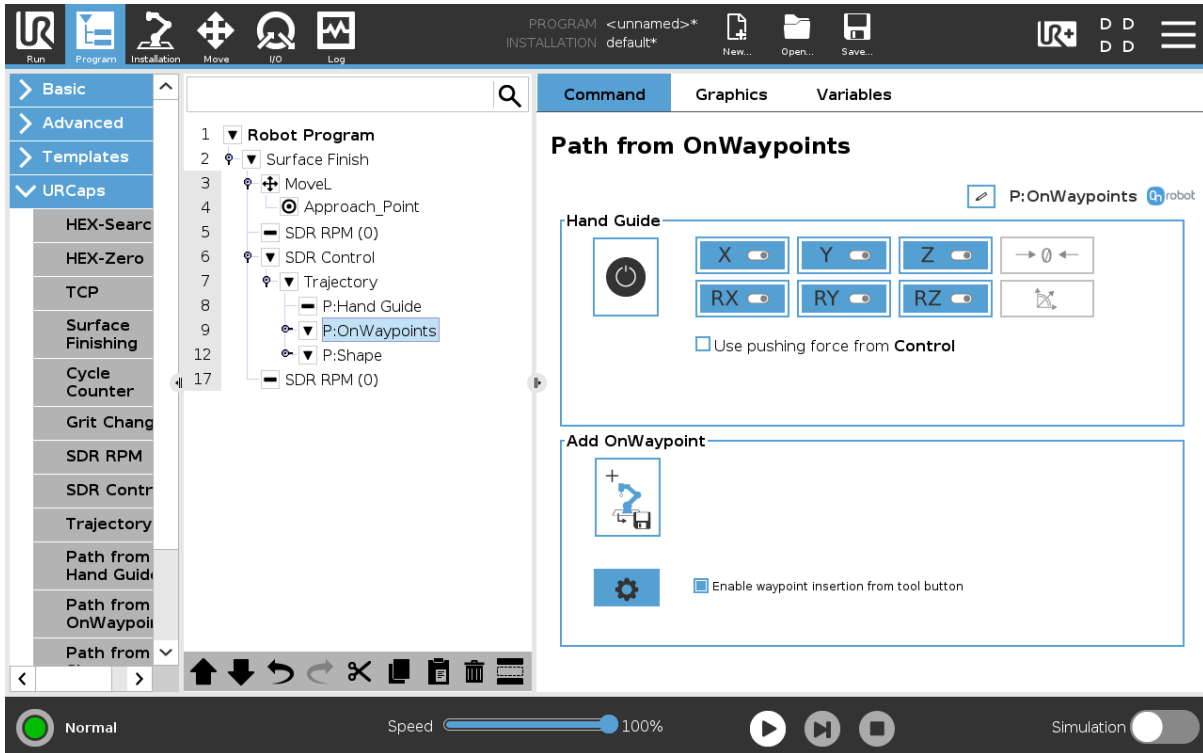 PROGRAM <unnamed>*
INSTALLATION default*
UR
UR+
D D
D D
Run
Program
Installation
Move
I/O
Log
New...
Open...
Save...
Basic
Advanced
Templates
URCaps
HEX-Searc
HEX-Zero
TCP
Surface
Finishing
Cycle
Counter
Grit Chang
SDR RPM
SDR Contr
Trajectory
Path from
Hand Guid
Path from
OnWaypoi
Path from
1 Robot Program
2 Surface Finish
3 MoveL
4 Approach_Point
5 SDR RPM (0)
6 SDR Control
7 Trajectory
8 P:Hand Guide
9 P:OnWaypoints
12 P:Shape
17 SDR RPM (0)
Command Graphics Variables
Path from OnWaypoints
P:OnWaypoints On robot
Hand Guide
X Y Z → 0 ←
RX RY RZ
Use pushing force from Control
Add OnWaypoint
Enable waypoint insertion from tool button
Normal
Speed 100%
Simulation